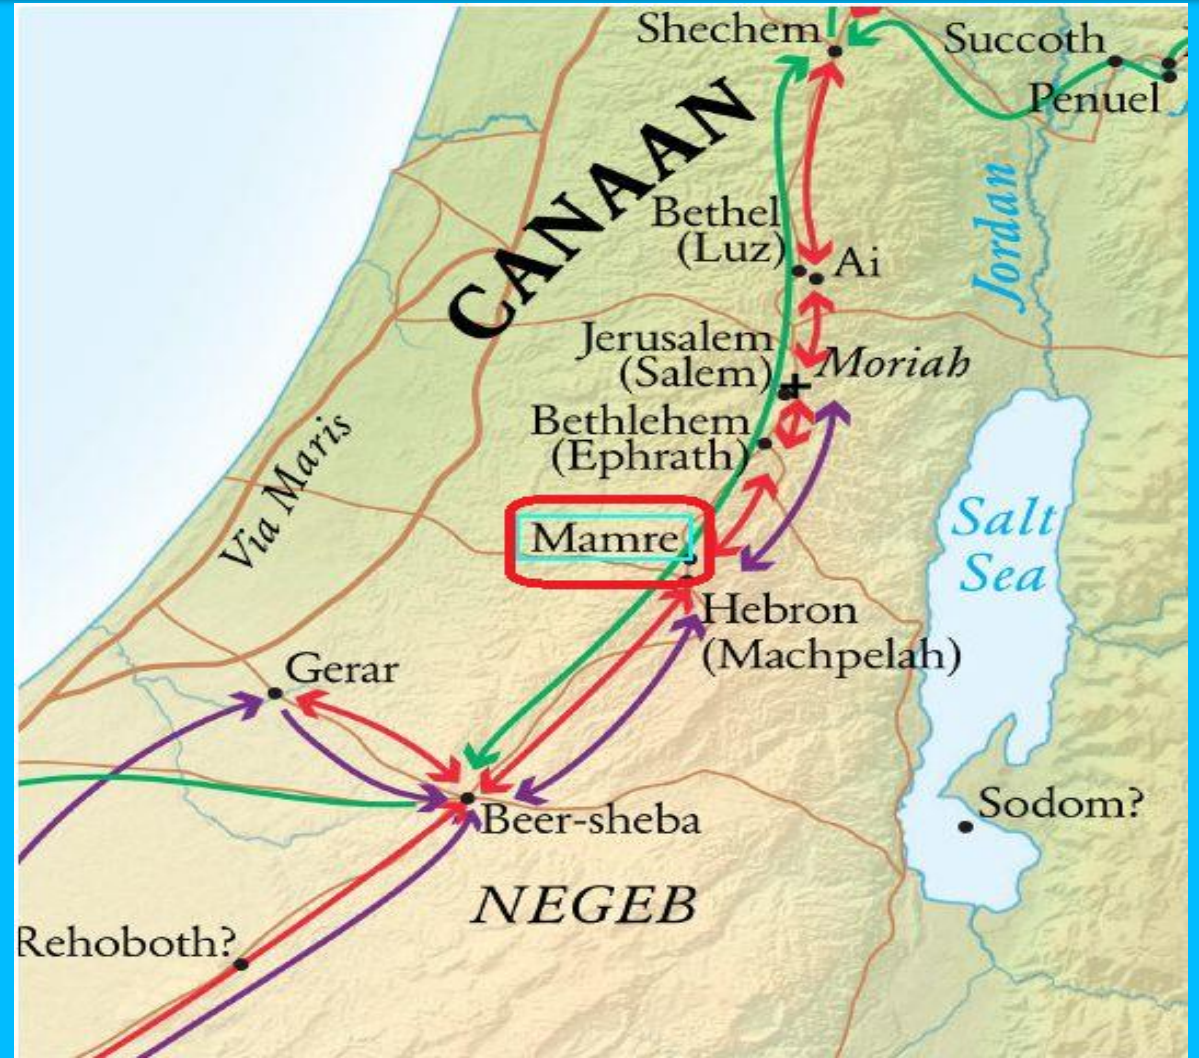 Shechem
Succoth
Penuel
CANAAN
Jordan
Bethel
(Luz)
Ai
Jerusalem
(Salem)
Moriah
Bethlehem
(Ephrath)
Via Maris
Mamre
Salt
Sea
Hebron
(Machpelah)
Gerar
Sodom?
Beer-sheba
NEGEB
Rehoboth?